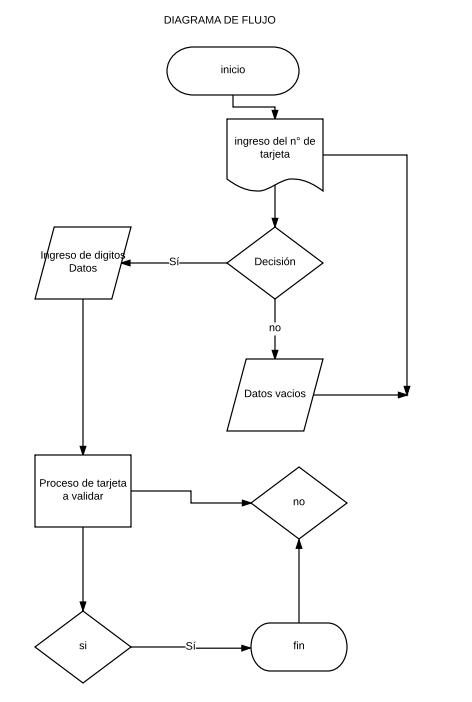 DIAGRAMA DE FLUJO
inicio
ingreso del n° de
tarjeta
Ingreso de digitos
Datos
Sí
Decisión
no
Datos vacios
Proceso de tarjeta
a validar
no
si
Sí
fin